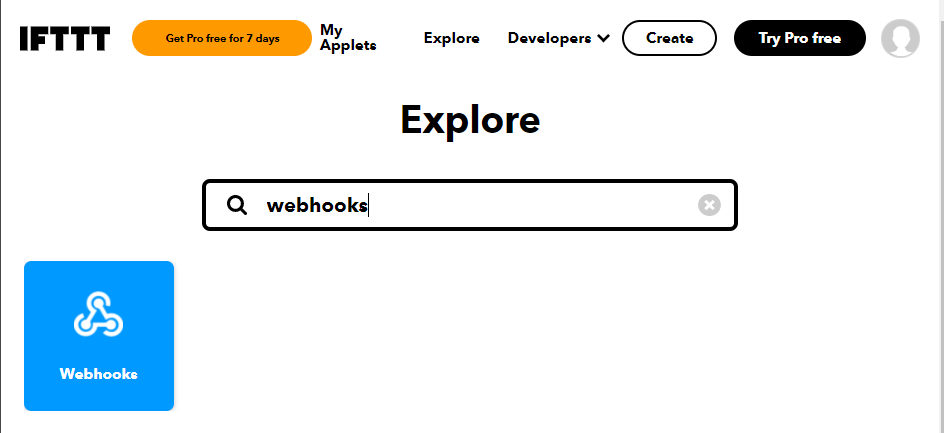 IFTTT
Get Pro free for 7 days
My
Applets
Explore
Developers
Create
Try Pro free
Explore
webhooks
Webhooks